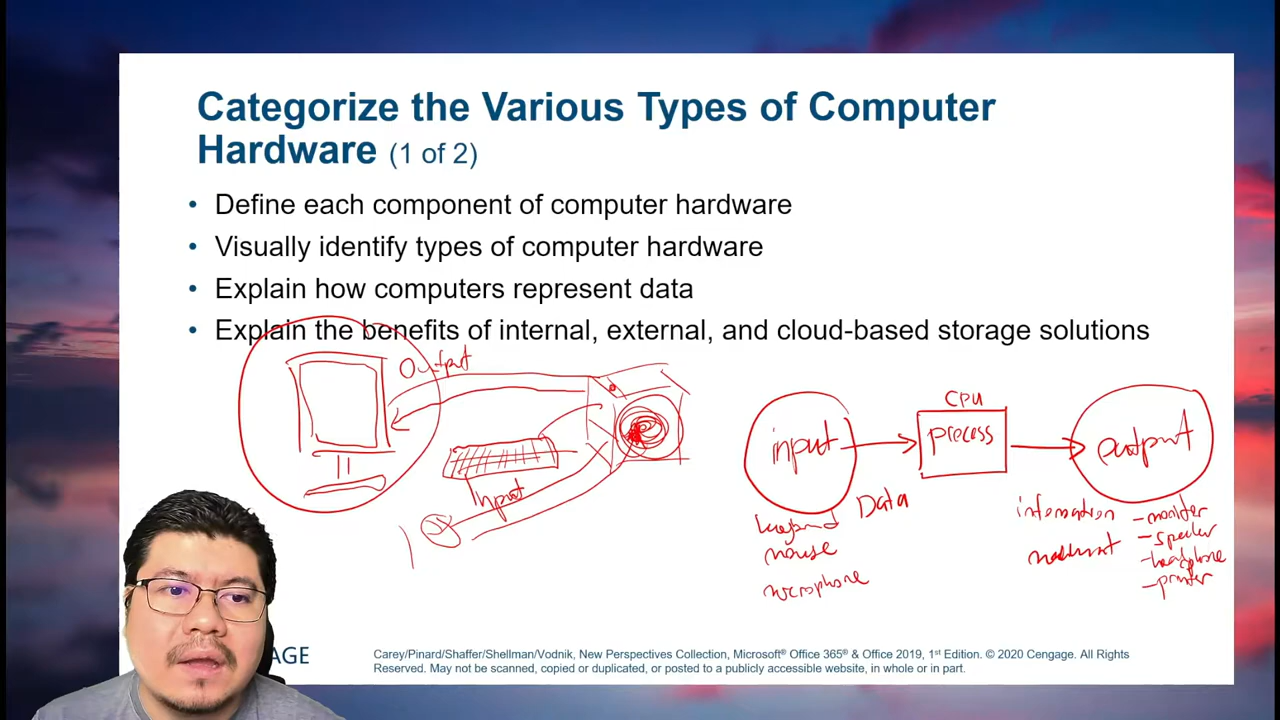 Categorize the Various Types of Computer
Hardware (1 of 2)
• Define each component of computer hardware
• Visually identify types of computer hardware
• Explain how computers represent data
• Explain the benefits of internal, external, and cloud-based storage solutions
Output
Input
CPU
input
process
output
Data
mouse
microphone
information
- monitor
- speaker
- headphone
- printer
AGE
Carey/Pinard/Shaffer/Shellman/Vodnik, New Perspectives Collection, Microsoft® Office 365® & Office 2019, 1st Edition. © 2020 Cengage. All Rights
Reserved. May not be scanned, copied or duplicated, or posted to a publicly accessible website, in whole or in part.